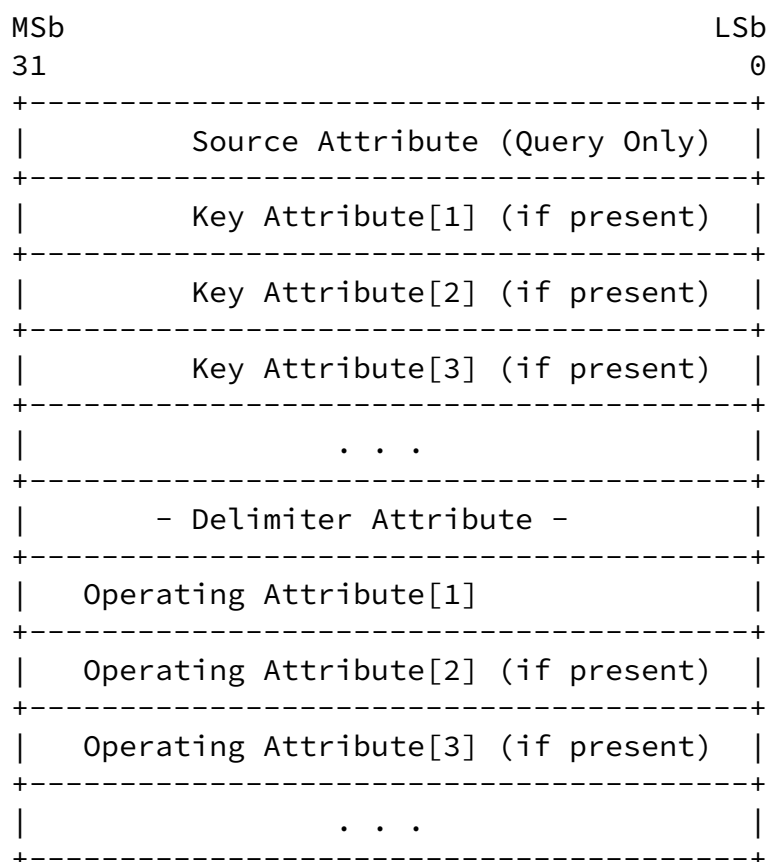 MSb                                    LSb
31                                       0
+----------------------------------------+
|         Source Attribute (Query Only)  |
+----------------------------------------+
|         Key Attribute[1] (if present)  |
+----------------------------------------+
|         Key Attribute[2] (if present)  |
+----------------------------------------+
|         Key Attribute[3] (if present)  |
+----------------------------------------+
|                 . . .                  |
+----------------------------------------+
|       - Delimiter Attribute -          |
+----------------------------------------+
|   Operating Attribute[1]               |
+----------------------------------------+
|   Operating Attribute[2] (if present)  |
+----------------------------------------+
|   Operating Attribute[3] (if present)  |
+----------------------------------------+
|                 . . .                  |
+----------------------------------------+